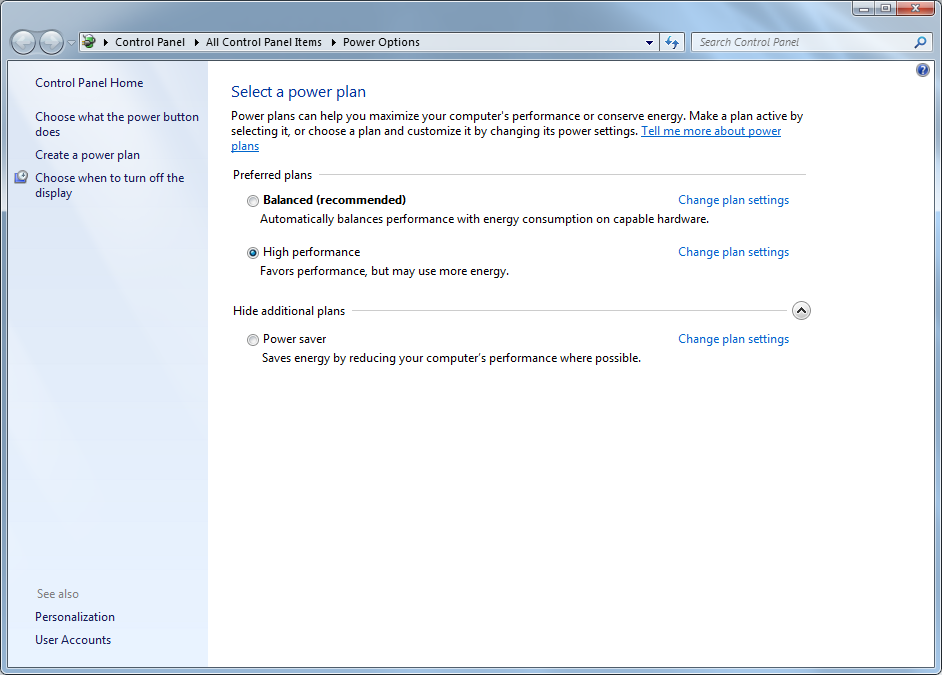 Control Panel
All Control Panel Items
Power Options
Search Control Panel
Control Panel Home
Choose what the power button
does
Create a power plan
Choose when to turn off the
display
See also
Personalization
User Accounts
Select a power plan
Power plans can help you maximize your computer's performance or conserve energy. Make a plan active by
selecting it, or choose a plan and customize it by changing its power settings. Tell me more about power
plans
Preferred plans
Balanced (recommended)
Change plan settings
Automatically balances performance with energy consumption on capable hardware.
High performance
Change plan settings
Favors performance, but may use more energy.
Hide additional plans
Power saver
Change plan settings
Saves energy by reducing your computer's performance where possible.